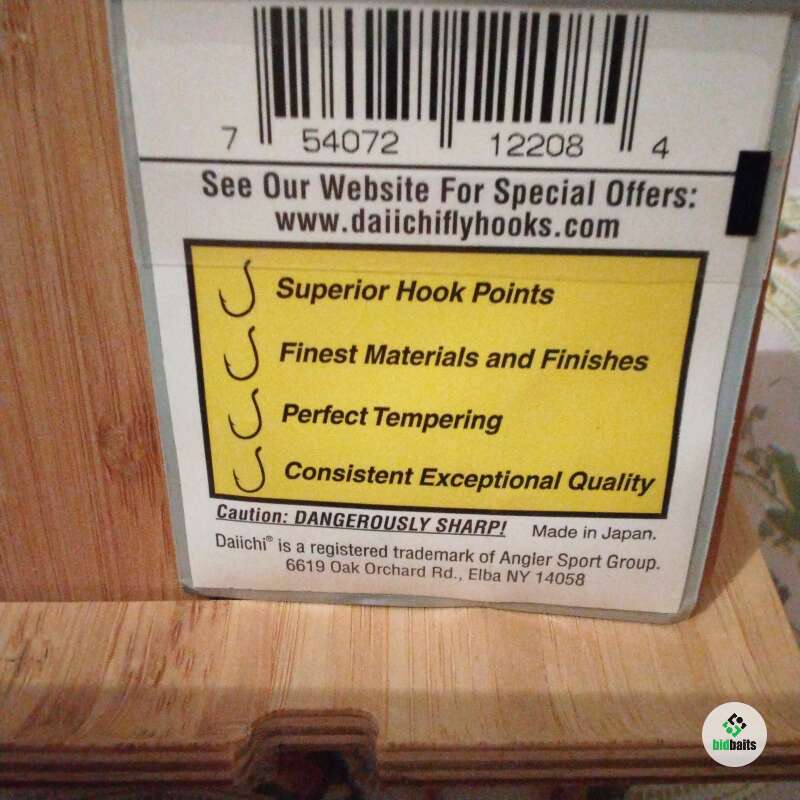 7 54072 12208 4
See Our Website For Special Offers:
www.daiichiflyhooks.com
Superior Hook Points
Finest Materials and Finishes
Perfect Tempering
Consistent Exceptional Quality
Caution: DANGEROUSLY SHARP! Made in Japan.
Daiichi® is a registered trademark of Angler Sport Group.
6619 Oak Orchard Rd., Elba NY 14058
bidbaits